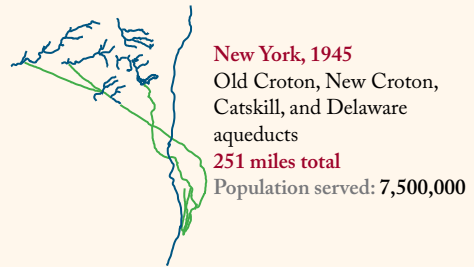 New York, 1945
Old Croton, New Croton,
Catskill, and Delaware
aqueducts
251 miles total
Population served: 7,500,000